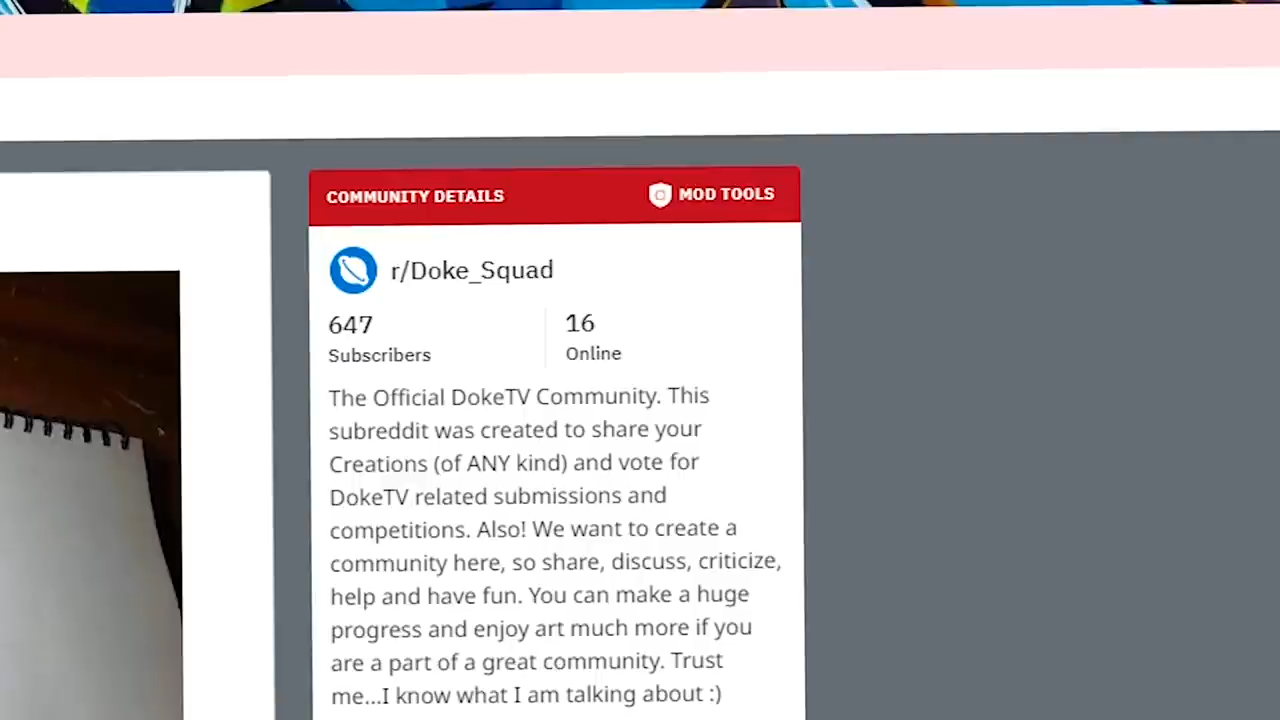 COMMUNITY DETAILS
MOD TOOLS
r/Doke_Squad
647
16
Subscribers
Online
The Official DokeTV Community. This
subreddit was created to share your
Creations (of ANY kind) and vote for
DokeTV related submissions and
competitions. Also! We want to create a
community here, so share, discuss, criticize,
help and have fun. You can make a huge
progress and enjoy art much more if you
are a part of a great community. Trust
me...I know what I am talking about :)